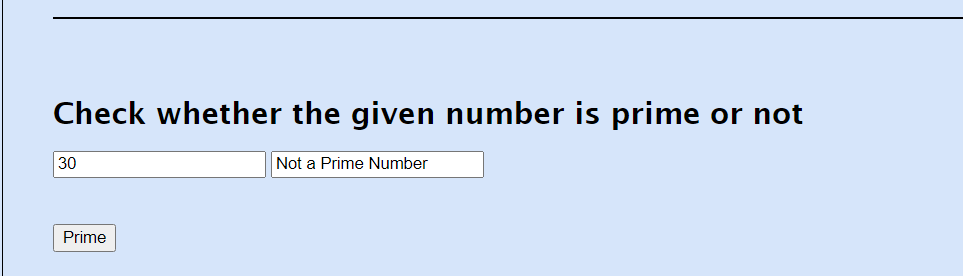 Check whether the given number is prime or not
30 Not a Prime Number
Prime